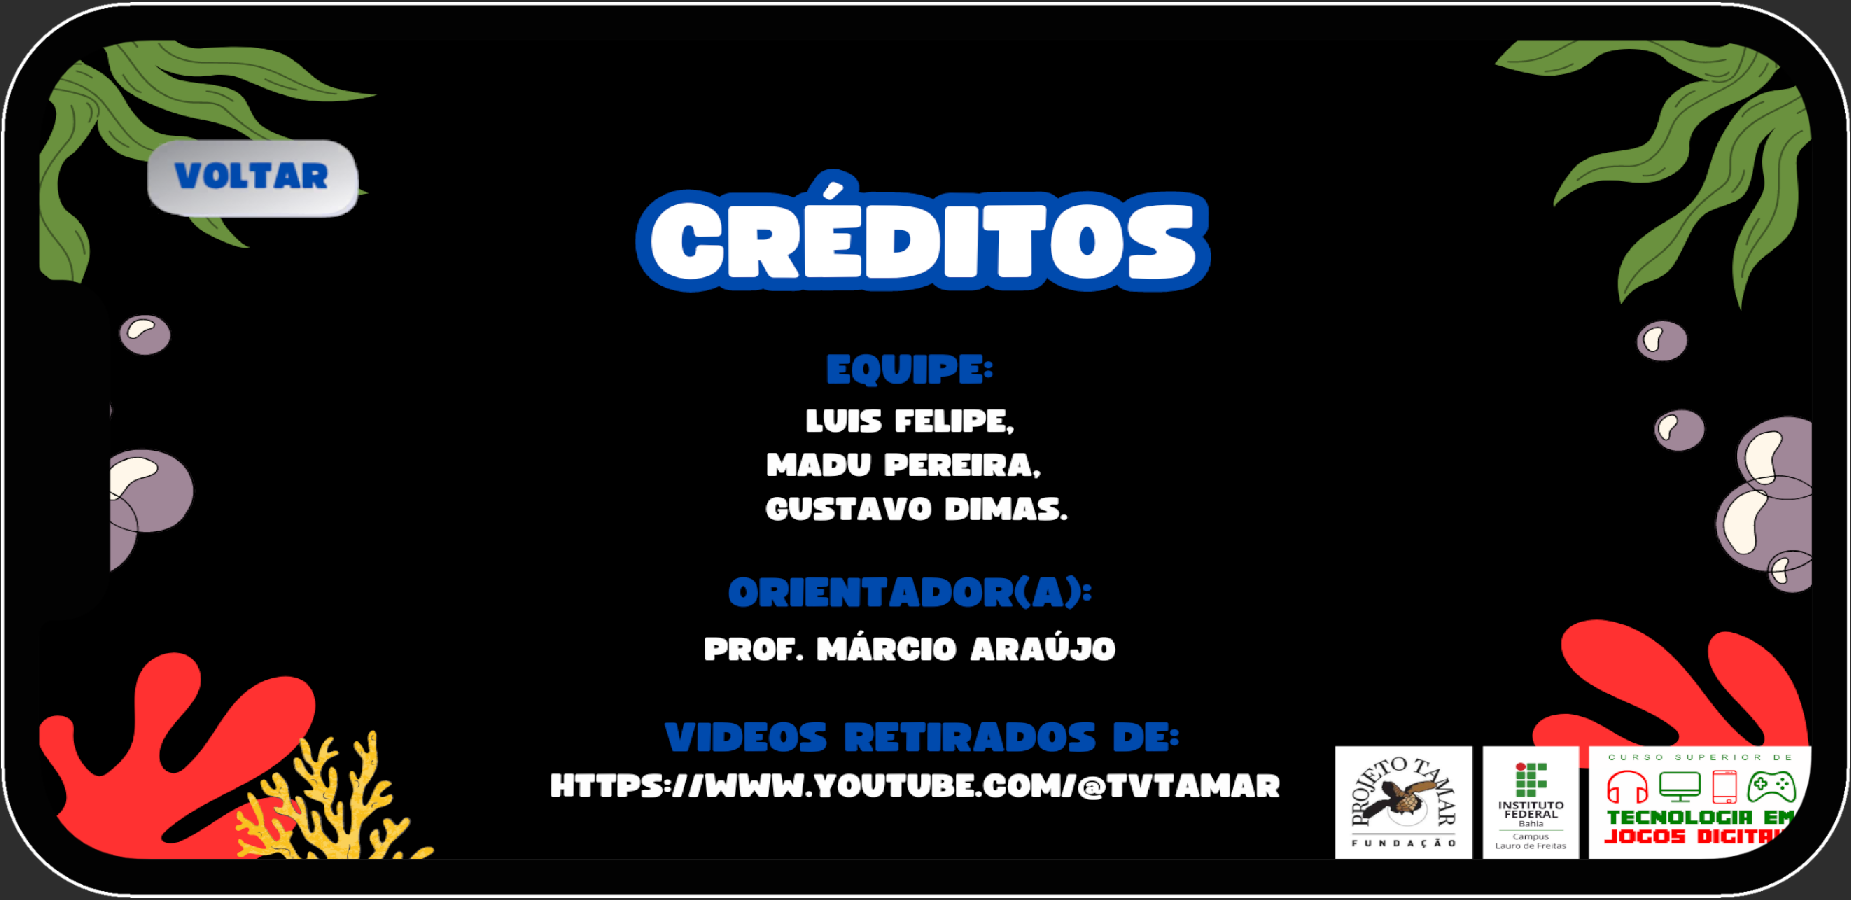 VOLTAR
CRÉDITOS
EQUIPE:
LUIS FELIPE,
MADU PEREIRA,
GUSTAVO DIMAS.
ORIENTADOR(A):
PROF. MÁRCIO ARAÚJO
VIDEOS RETIRADOS DE:
HTTPS://WWW.YOUTUBE.COM/@TVTAMAR
PROJETO TAMAR
FUNDAÇÃO
INSTITUTO
FEDERAL
Bahia
Campus
Lauro de Freitas
CURSO SUPERIOR DE
TECNOLOGIA EM
JOGOS DIGITA